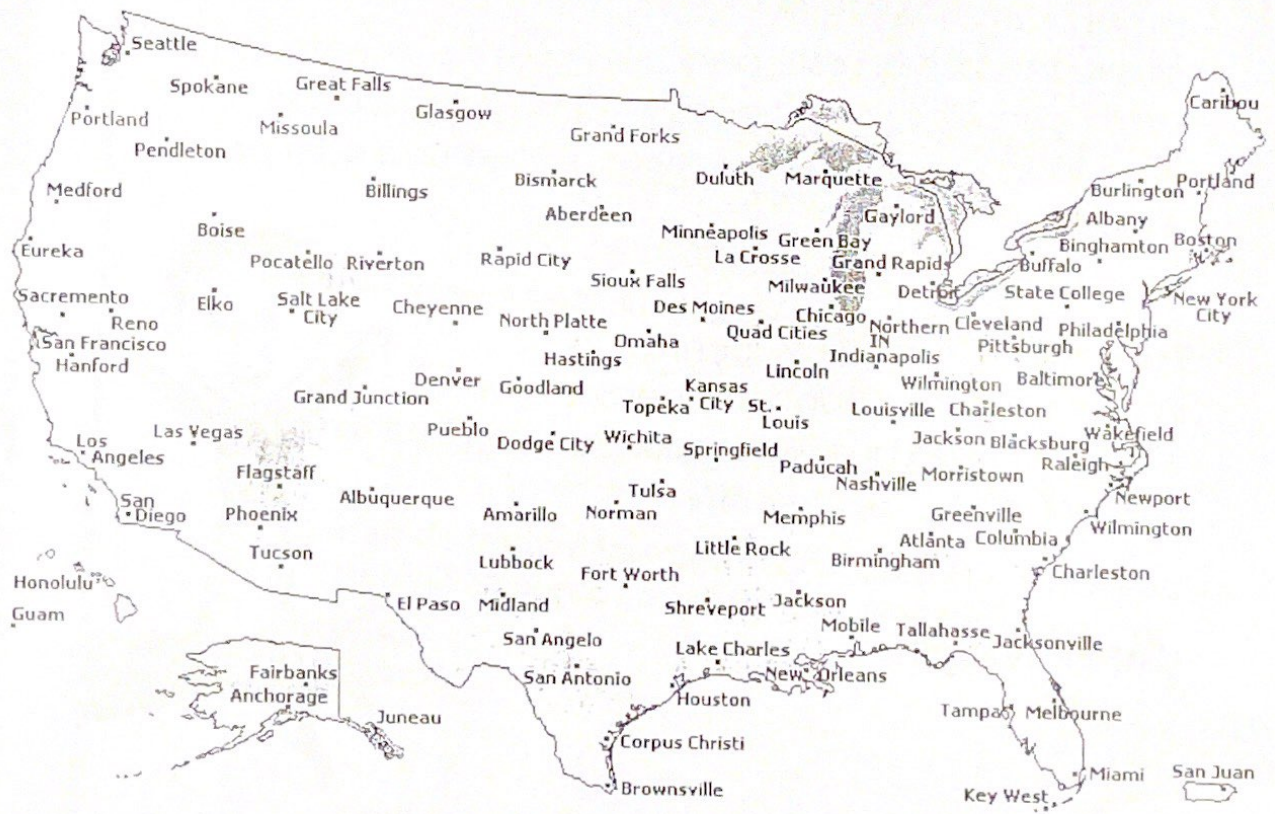 Seattle
Spokane
Great Falls
Glasgow
Caribou
Portland
Missoula
Grand Forks
Pendleton
Medford
Billings
Bismarck
Duluth
Marquette
Burlington
Portland
Aberdeen
Gaylord
Albany
Boise
Minneapolis
Green Bay
Binghamton
Boston
Eureka
Pocatello
Riverton
Rapid City
La Crosse
Grand Rapids
Buffalo
Sioux Falls
Milwaukee
Detroit
State College
Sacramento
Elko
Salt Lake
City
Cheyenne
Des Moines
Chicago
New York
City
Reno
North Platte
Omaha
Quad Cities
Northern
IN
Cleveland
Philadelphia
San Francisco
Hanford
Hastings
Indianapolis
Pittsburgh
Lincoln
Denver
Goodland
Kansas
City
Wilmington
Baltimore
Grand Junction
Topeka
St.
Louis
Louisville
Charleston
Las Vegas
Pueblo
Dodge City
Wichita
Jackson
Blacksburg
Wakefield
Los
Angeles
Springfield
Flagstaff
Paducah
Nashville
Morristown
Raleigh
Albuquerque
Tulsa
Newport
San
Diego
Phoenix
Amarillo
Norman
Memphis
Greenville
Wilmington
Tucson
Little Rock
Atlanta
Columbia
Lubbock
Fort Worth
Birmingham
Charleston
Honolulu
Guam
El Paso
Midland
Shreveport
Jackson
San Angelo
Mobile
Tallahasse
Jacksonville
Lake Charles
Fairbanks
Anchorage
San Antonio
New Orleans
Houston
Juneau
Tampa
Melbourne
Corpus Christi
Brownsville
Miami
San Juan
Key West